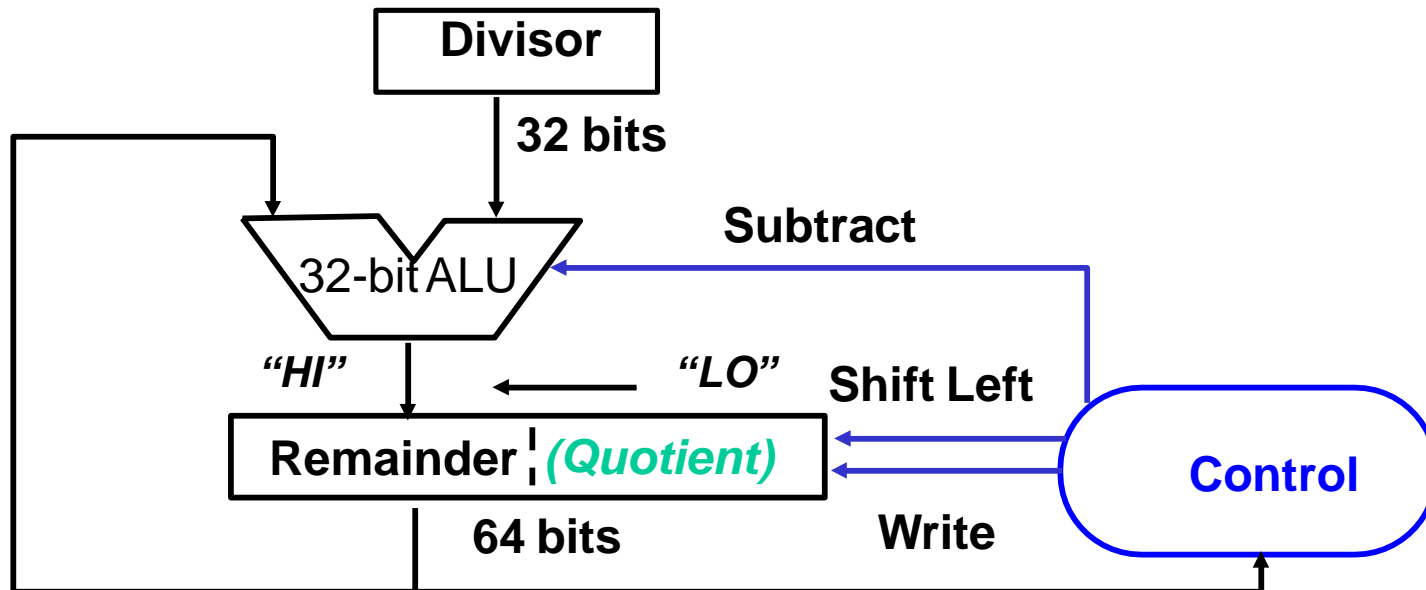 Divisor
32 bits
Subtract
32-bit ALU
“HI”
“LO”
Shift Left
Remainder (Quotient)
Control
64 bits
Write